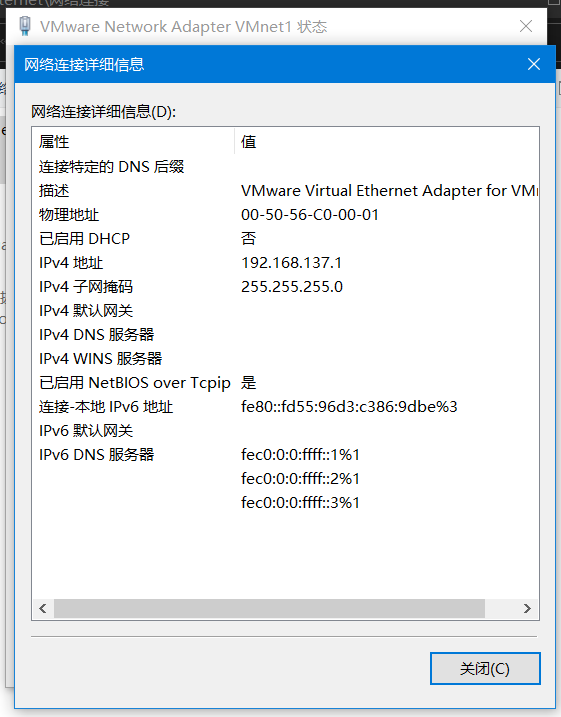 ternet\网络连接
VMware Network Adapter VMnet1 状态
网络连接详细信息
网络连接详细信息(D):
属性 值
连接特定的 DNS 后缀
描述 VMware Virtual Ethernet Adapter for VMn
物理地址 00-50-56-C0-00-01
已启用 DHCP 否
IPv4 地址 192.168.137.1
IPv4 子网掩码 255.255.255.0
IPv4 默认网关
IPv4 DNS 服务器
IPv4 WINS 服务器
已启用 NetBIOS over Tcpip 是
连接-本地 IPv6 地址 fe80::fd55:96d3:c386:9dbe%3
IPv6 默认网关
IPv6 DNS 服务器 fec0:0:0:ffff::1%1
fec0:0:0:ffff::2%1
fec0:0:0:ffff::3%1
关闭(C)